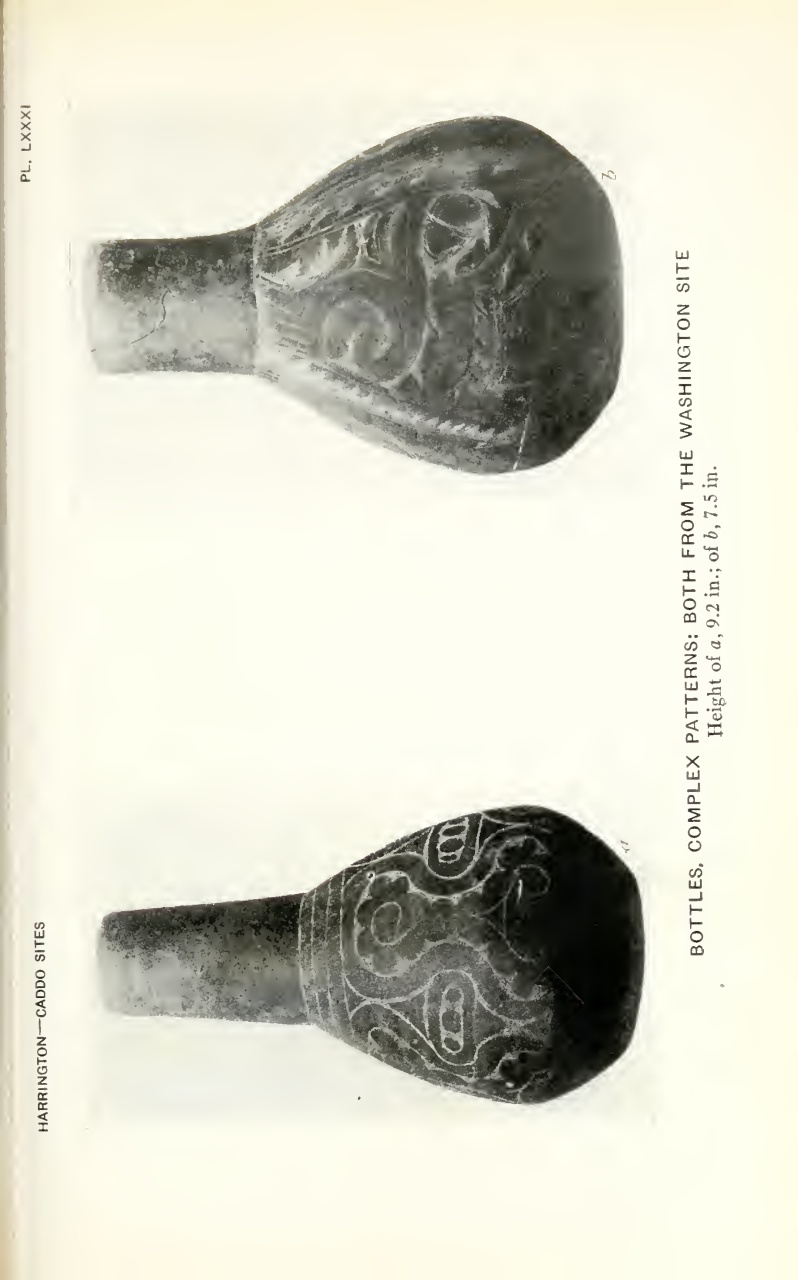 HARRINGTON—CADDO SITES
PL. LXXXI
a
b
BOTTLES, COMPLEX PATTERNS; BOTH FROM THE WASHINGTON SITE
Height of a, 9.2 in.; of b, 7.5 in.